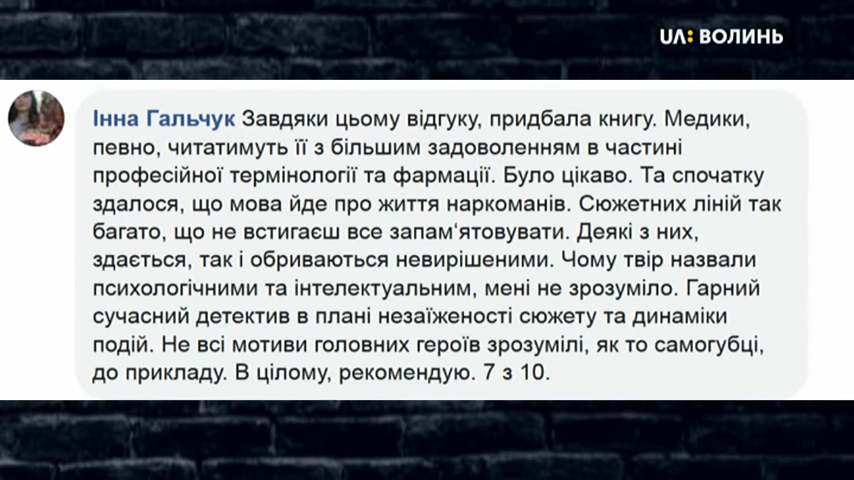 UA: ВОЛИНЬ
Інна Гальчук Завдяки цьому відгуку, придбала книгу. Медики,
певно, читатимуть її з більшим задоволенням в частині
професійної термінології та фармації. Було цікаво. Та спочатку
здалося, що мова йде про життя наркоманів. Сюжетних ліній так
багато, що не встигаєш все запам‘ятовувати. Деякі з них,
здається, так і обриваються невирішеними. Чому твір назвали
психологічними та інтелектуальним, мені не зрозуміло. Гарний
сучасний детектив в плані незаїженості сюжету та динаміки
подій. Не всі мотиви головних героїв зрозумілі, як то самогубці,
до прикладу. В цілому, рекомендую. 7 з 10.